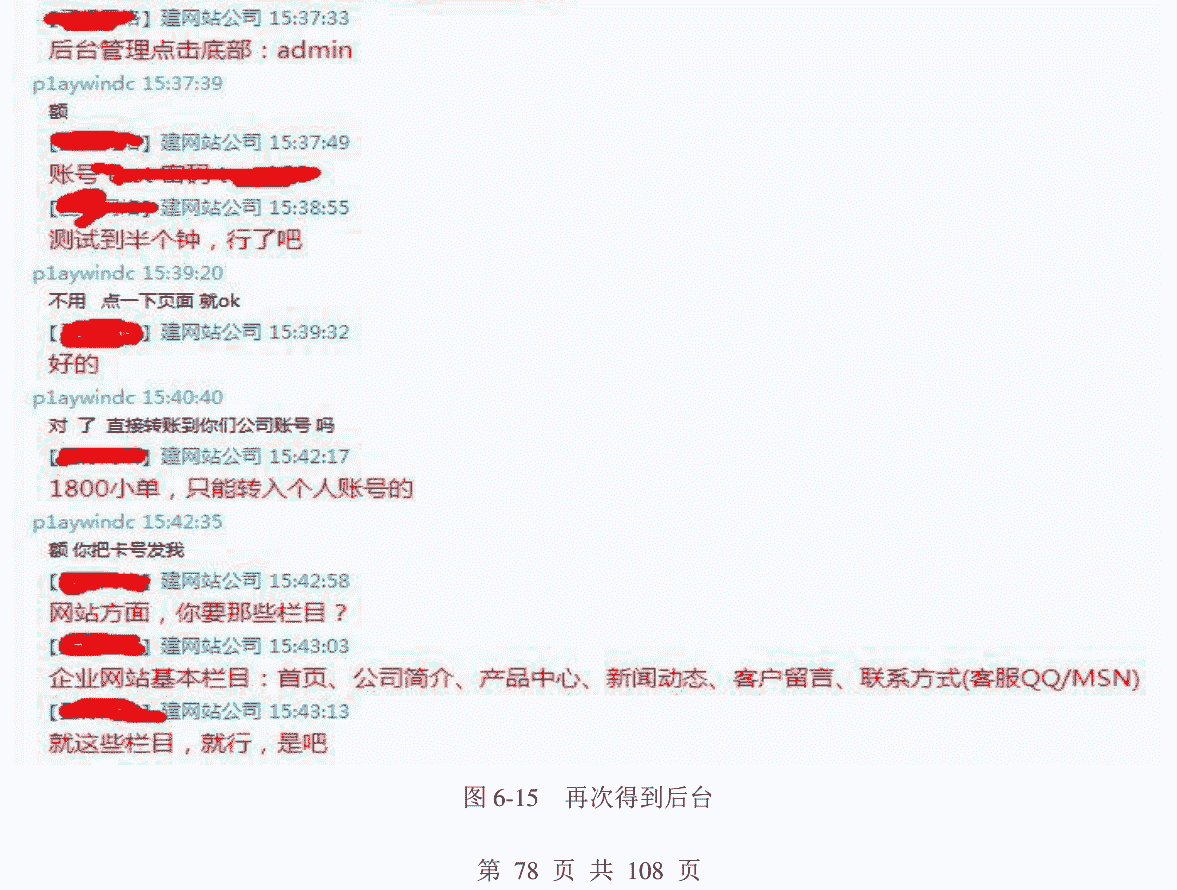 】建网站公司 15:37:33
后台管理点击底部：admin
p1aywindc 15:37:39
额
【 】建网站公司 15:37:49
账号
【 建网站公司 15:38:55
测试到半个钟，行了吧
p1aywindc 15:39:20
不用 点一下页面 就ok
【 】建网站公司 15:39:32
好的
p1aywindc 15:40:40
对 了 直接转账到你们公司账号 吗
【 】建网站公司 15:42:17
1800小单，只能转入个人账号的
p1aywindc 15:42:35
额 你把卡号发我
【 】建网站公司 15:42:58
网站方面，你要那些栏目？
【 】建网站公司 15:43:03
企业网站基本栏目：首页、公司简介、产品中心、新闻动态、客户留言、联系方式(客服QQ/MSN)
【 建网站公司 15:43:13
就这些栏目，就行，是吧
图 6-15 再次得到后台
第 78 页 共 108 页